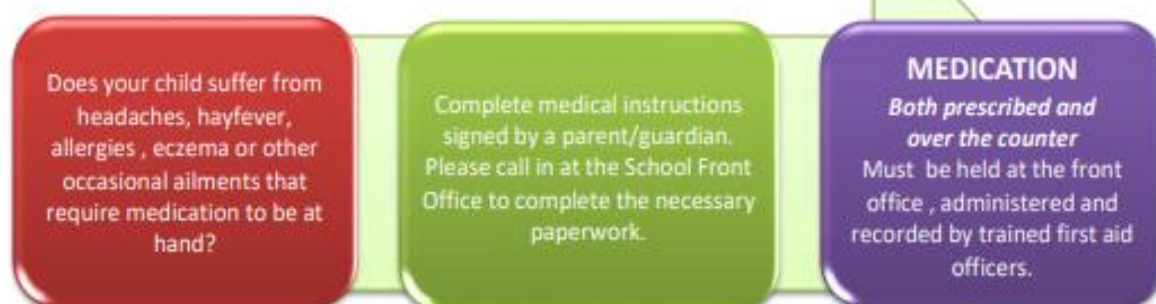 Does your child suffer from
headaches, hayfever,
allergies , eczema or other
occasional ailments that
require medication to be at
hand?
Complete medical instructions
signed by a parent/guardian.
Please call in at the School Front
Office to complete the necessary
paperwork.
MEDICATION
Both prescribed and
over the counter
Must be held at the front
office , administered and
recorded by trained first aid
officers.